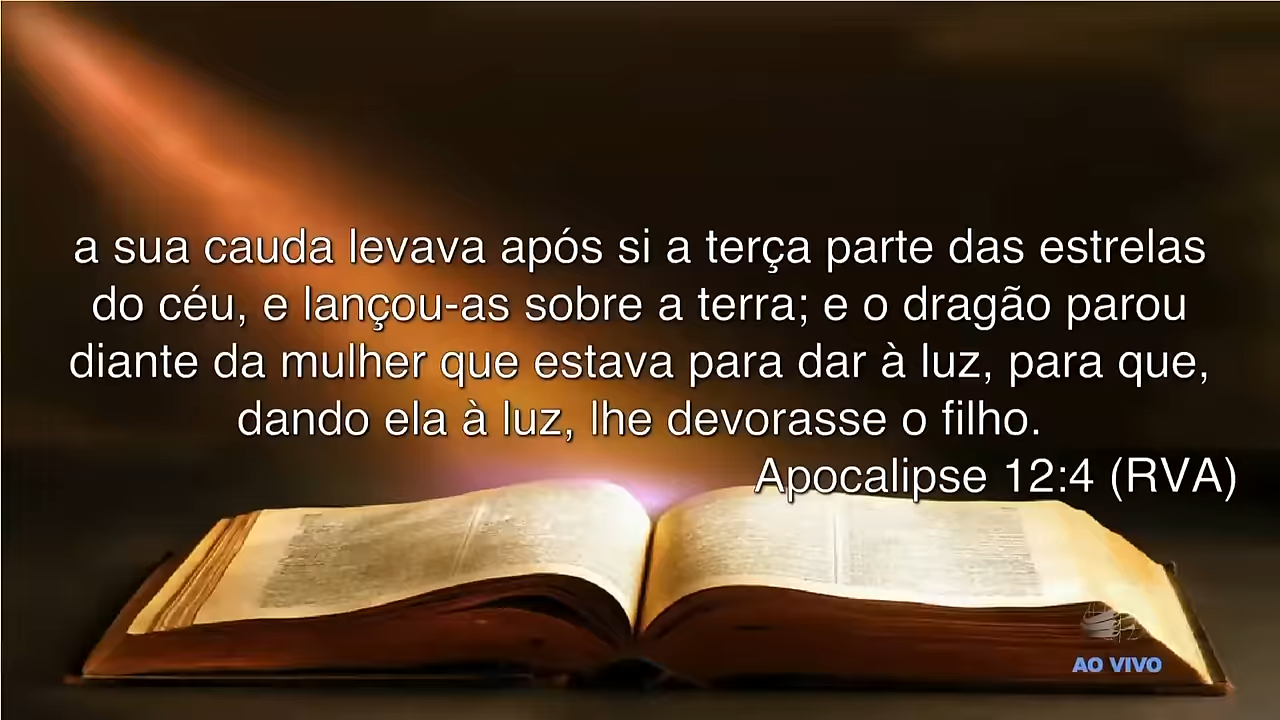 a sua cauda levava após si a terça parte das estrelas
do céu, e lançou-as sobre a terra; e o dragão parou
diante da mulher que estava para dar à luz, para que,
dando ela à luz, lhe devorasse o filho.
Apocalipse 12:4 (RVA)
AO VIVO